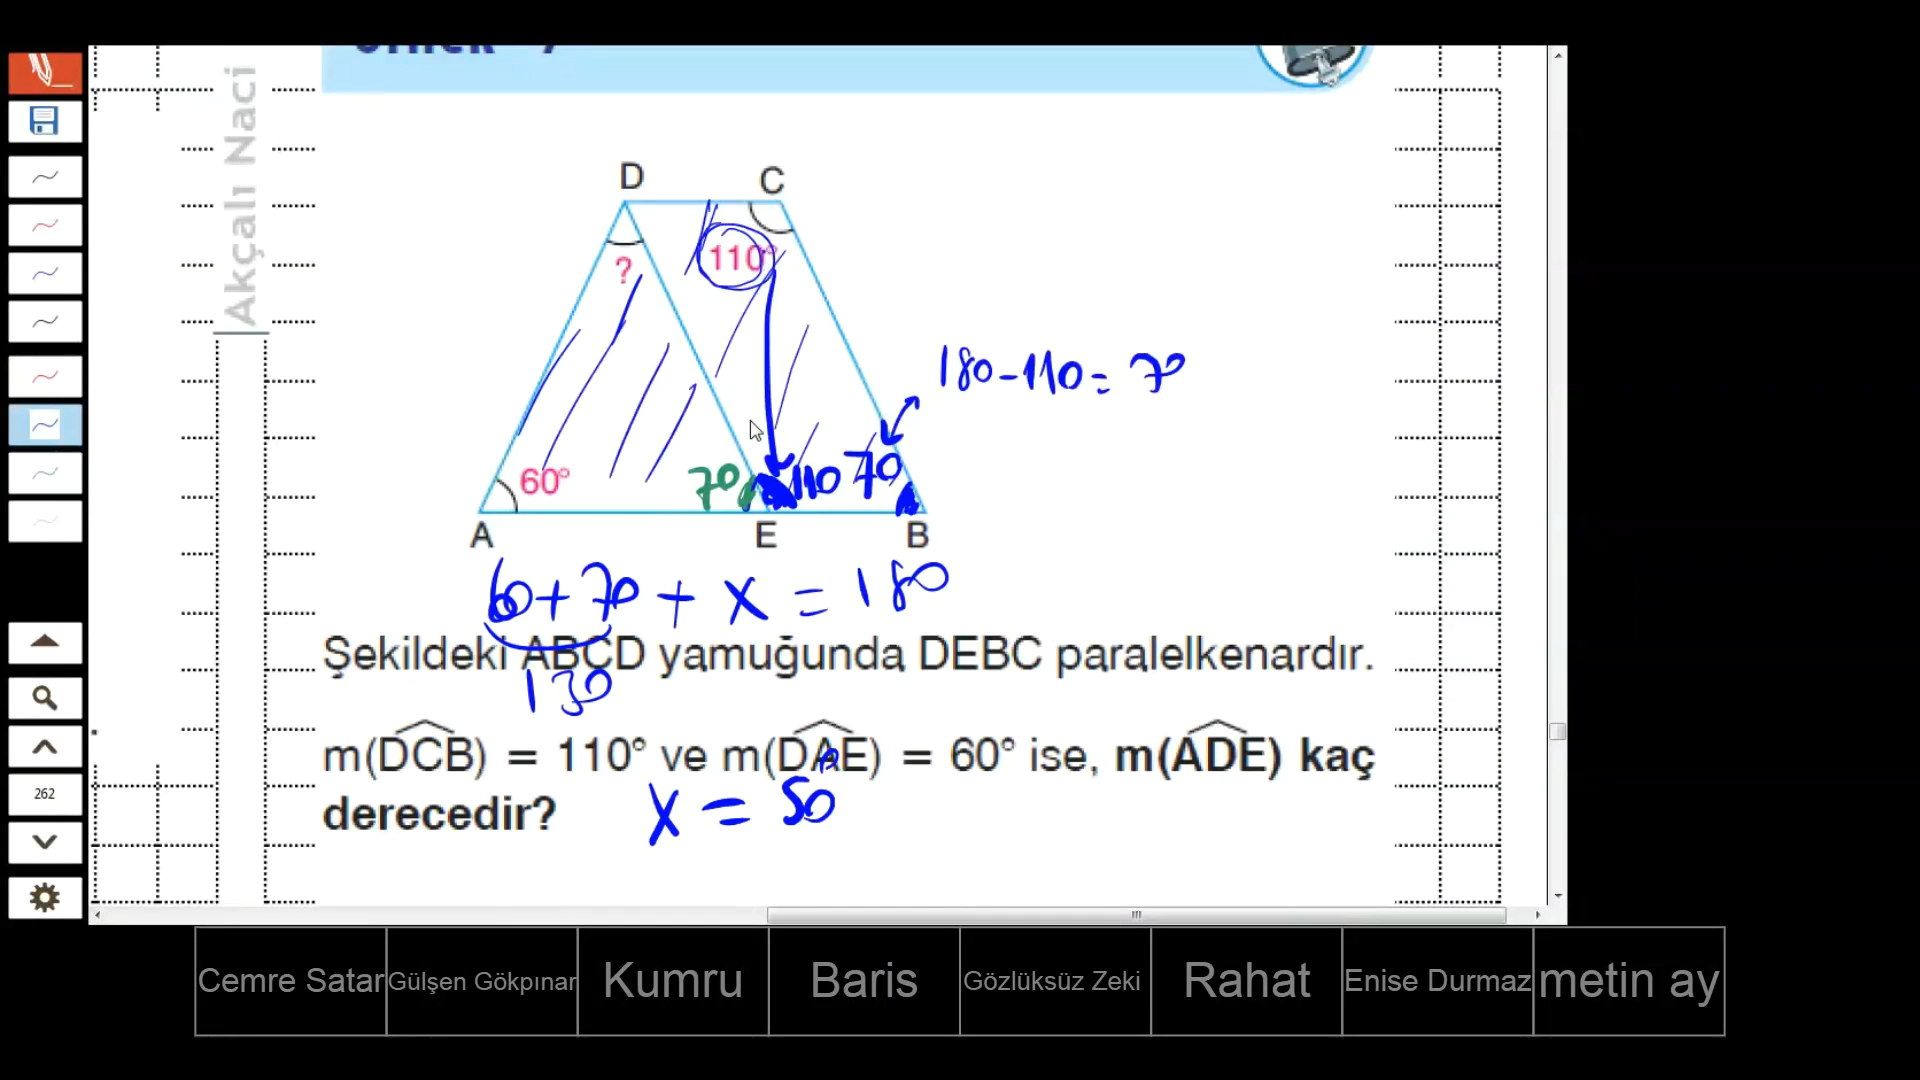 Örnek - 7
Akçalı Naci
D
C
?
110°
180-110=70
60°
70
110
70
A
E
B
60+70+x=180
Şekildeki ABCD yamuğunda DEBC paralelkenardır.
130
m(DCB) = 110° ve m(DAE) = 60° ise, m(ADE) kaç
derecedir?
x=50
262
Cemre Satar
Gülşen Gökpınar
Kumru
Baris
Gözlüksüz Zeki
Rahat
Enise Durmaz
metin ay